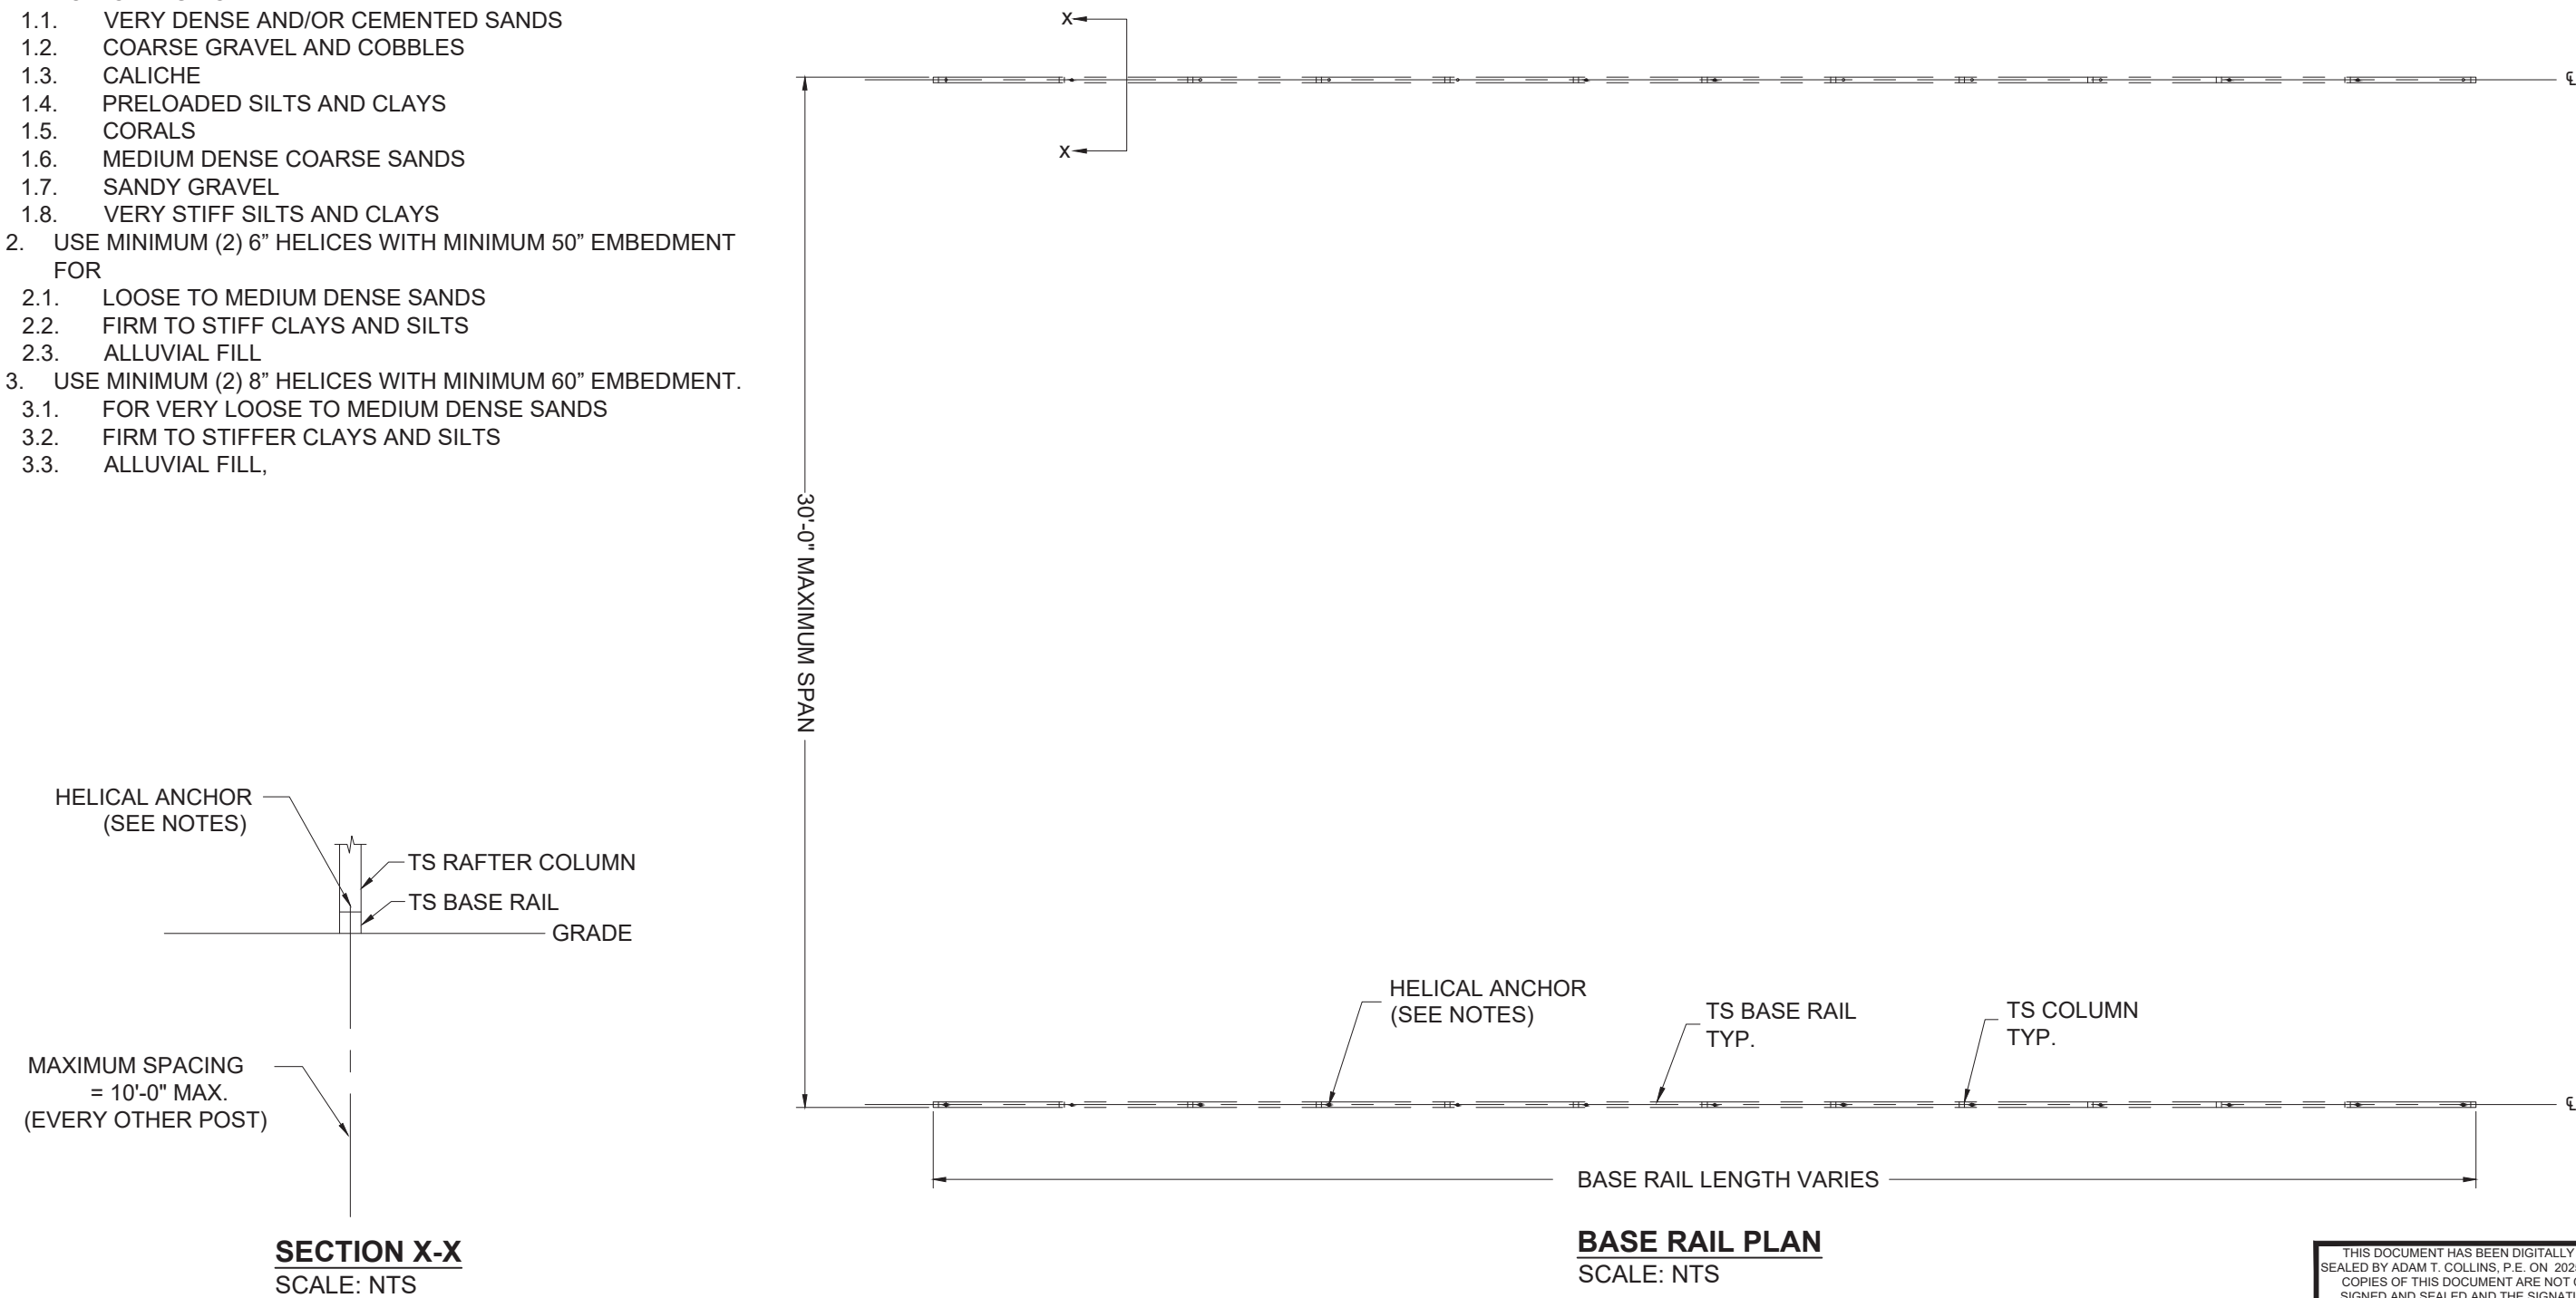 1.1. VERY DENSE AND/OR CEMENTED SANDS
1.2. COARSE GRAVEL AND COBBLES
1.3. CALICHE
1.4. PRELOADED SILTS AND CLAYS
1.5. CORALS
1.6. MEDIUM DENSE COARSE SANDS
1.7. SANDY GRAVEL
1.8. VERY STIFF SILTS AND CLAYS
2. USE MINIMUM (2) 6” HELICES WITH MINIMUM 50” EMBEDMENT
FOR
2.1. LOOSE TO MEDIUM DENSE SANDS
2.2. FIRM TO STIFF CLAYS AND SILTS
2.3. ALLUVIAL FILL
3. USE MINIMUM (2) 8” HELICES WITH MINIMUM 60” EMBEDMENT.
3.1. FOR VERY LOOSE TO MEDIUM DENSE SANDS
3.2. FIRM TO STIFFER CLAYS AND SILTS
3.3. ALLUVIAL FILL,
HELICAL ANCHOR
(SEE NOTES)
TS RAFTER COLUMN
TS BASE RAIL
GRADE
MAXIMUM SPACING
= 10'-0" MAX.
(EVERY OTHER POST)
SECTION X-X
SCALE: NTS
X
X
30'-0" MAXIMUM SPAN
HELICAL ANCHOR
(SEE NOTES)
TS BASE RAIL
TYP.
TS COLUMN
TYP.
BASE RAIL LENGTH VARIES
BASE RAIL PLAN
SCALE: NTS
THIS DOCUMENT HAS BEEN DIGITALLY
SEALED BY ADAM T. COLLINS, P.E. ON
COPIES OF THIS DOCUMENT ARE NOT
SIGNED AND SEALED AND THE